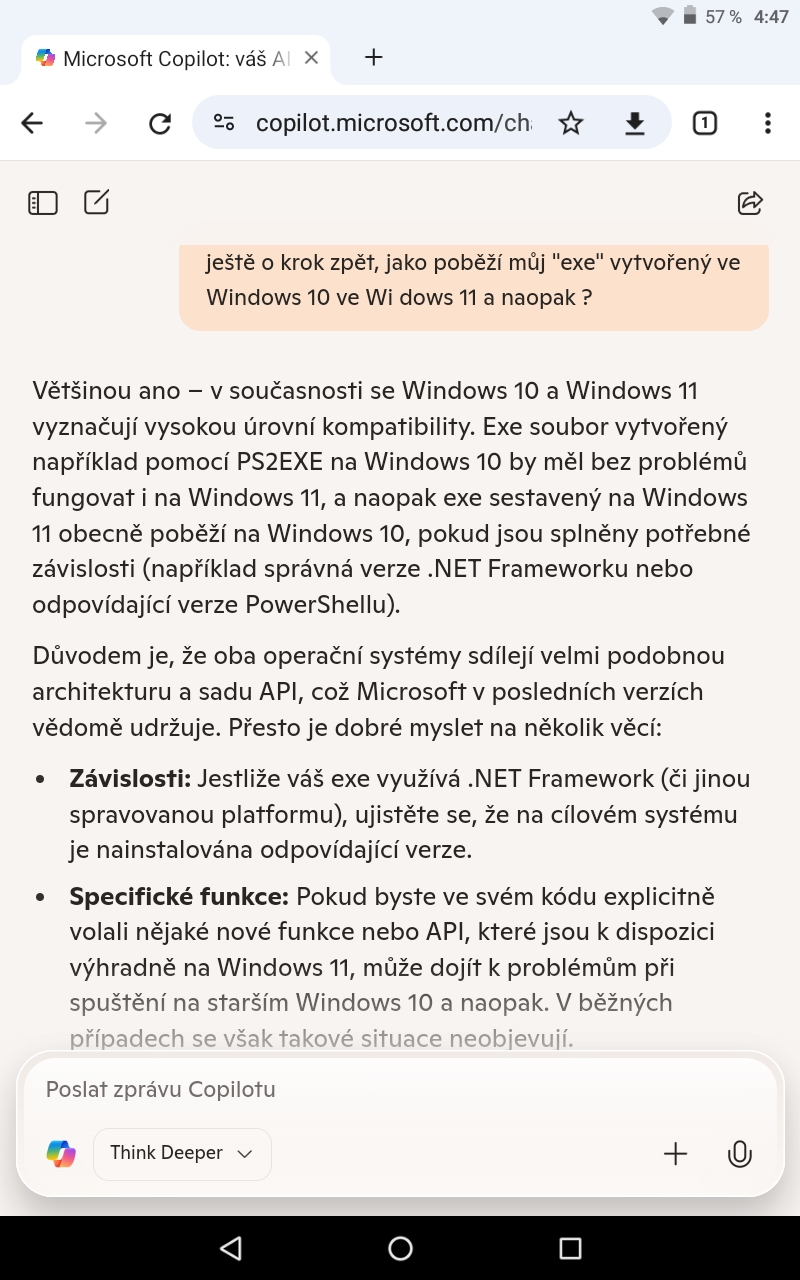 57 % 4:47
Microsoft Copilot: váš AI
copilot.microsoft.com/ch
1
ještě o krok zpět, jako poběží můj "exe" vytvořený ve
Windows 10 ve Wi dows 11 a naopak ?
Většinou ano – v současnosti se Windows 10 a Windows 11
vyznačují vysokou úrovní kompatibility. Exe soubor vytvořený
například pomocí PS2EXE na Windows 10 by měl bez problémů
fungovat i na Windows 11, a naopak exe sestavený na Windows
11 obecně poběží na Windows 10, pokud jsou splněny potřebné
závislosti (například správná verze .NET Frameworku nebo
odpovídající verze PowerShellu).
Důvodem je, že oba operační systémy sdílejí velmi podobnou
architekturu a sadu API, což Microsoft v posledních verzích
vědomě udržuje. Přesto je dobré myslet na několik věcí:
• Závislosti: Jestliže váš exe využívá .NET Framework (či jinou
spravovanou platformu), ujistěte se, že na cílovém systému
je nainstalována odpovídající verze.
• Specifické funkce: Pokud byste ve svém kódu explicitně
volali nějaké nové funkce nebo API, které jsou k dispozici
výhradně na Windows 11, může dojít k problémům při
spuštění na starším Windows 10 a naopak. V běžných
případech se však takové situace neobjevují.
Poslat zprávu Copilotu
Think Deeper